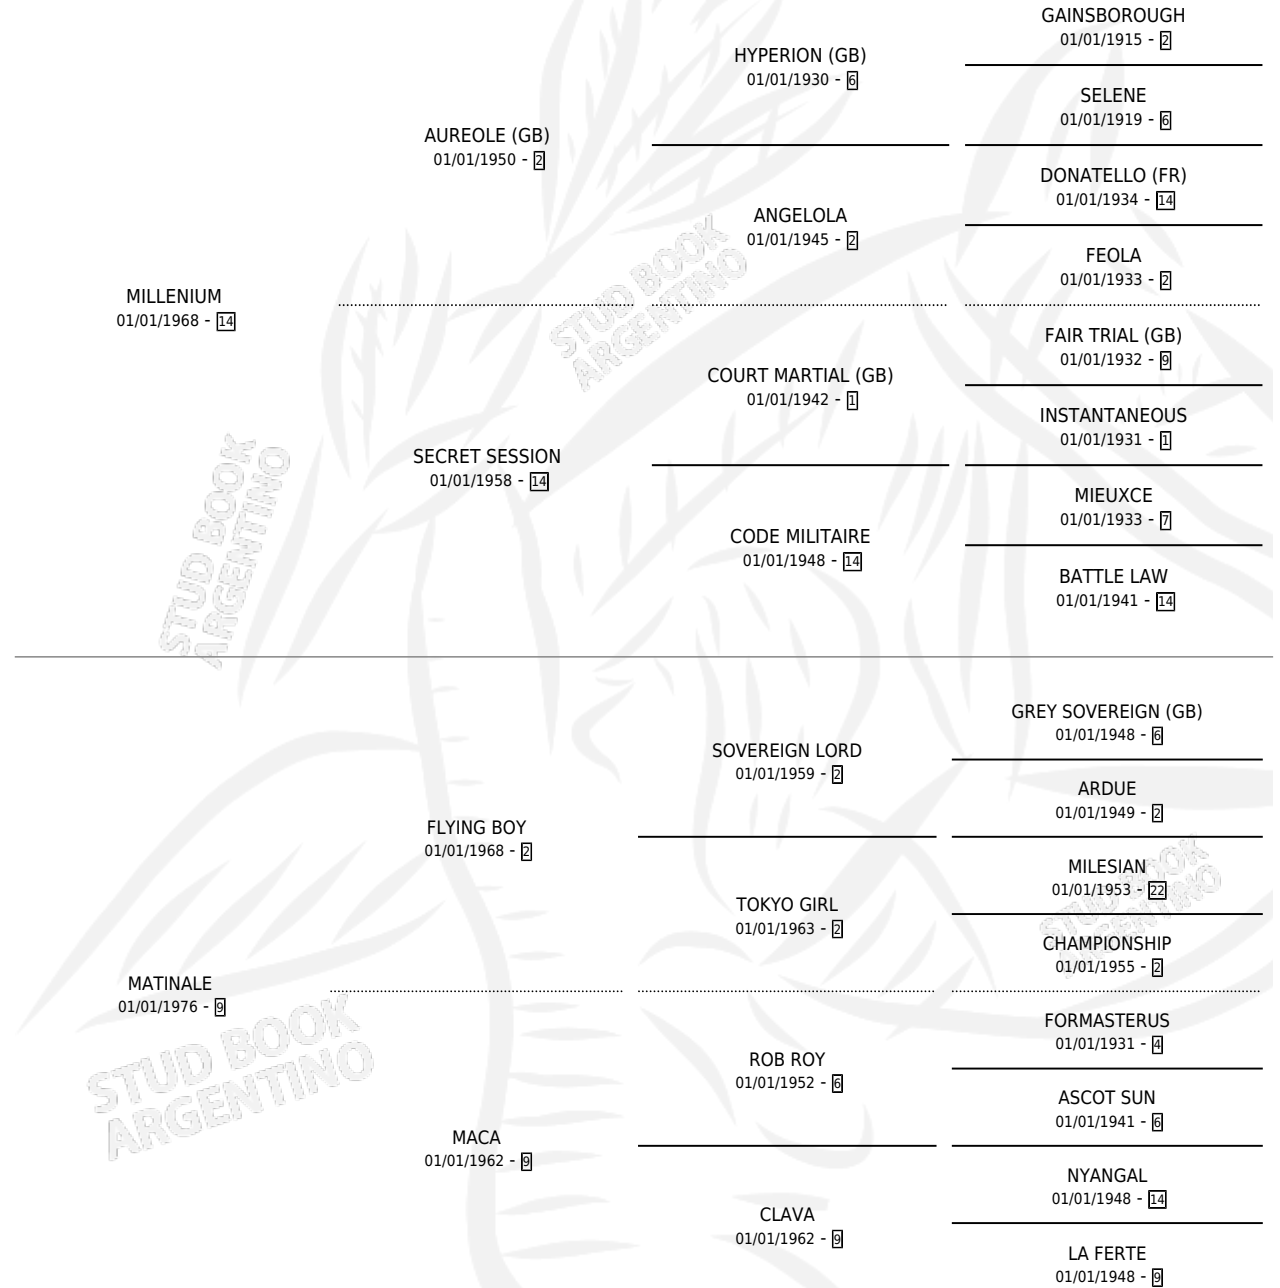 GAINSBOROUGH
01/01/1915 - 2
HYPERION (GB)
01/01/1930 - 6
SELENE
01/01/1919 - 6
AUREOLE (GB)
01/01/1950 - 2
DONATELLO (FR)
01/01/1934 - 14
ANGELOLA
01/01/1945 - 2
FEOLA
01/01/1933 - 2
MILLENIUM
01/01/1968 - 14
STUD BOOK
ARGENTINO
FAIR TRIAL (GB)
01/01/1932 - 9
COURT MARTIAL (GB)
01/01/1942 - 1
INSTANTANEOUS
01/01/1931 - 1
SECRET SESSION
01/01/1958 - 14
MIEUXCE
01/01/1933 - 7
CODE MILITAIRE
01/01/1948 - 14
BATTLE LAW
01/01/1941 - 14
STUD BOOK
ARGENTINO
GREY SOVEREIGN (GB)
01/01/1948 - 6
SOVEREIGN LORD
01/01/1959 - 2
ARDUE
01/01/1949 - 2
FLYING BOY
01/01/1968 - 2
MILESIAN
01/01/1953 - 22
TOKYO GIRL
01/01/1963 - 2
STUD BOOK
ARGENTINO
CHAMPIONSHIP
01/01/1955 - 2
MATINALE
01/01/1976 - 9
FORMASTERUS
01/01/1931 - 4
STUD BOOK
ARGENTINO
ROB ROY
01/01/1952 - 6
ASCOT SUN
01/01/1941 - 6
MACA
01/01/1962 - 9
NYANGAL
01/01/1948 - 14
CLAVA
01/01/1962 - 9
LA FERTE
01/01/1948 - 9